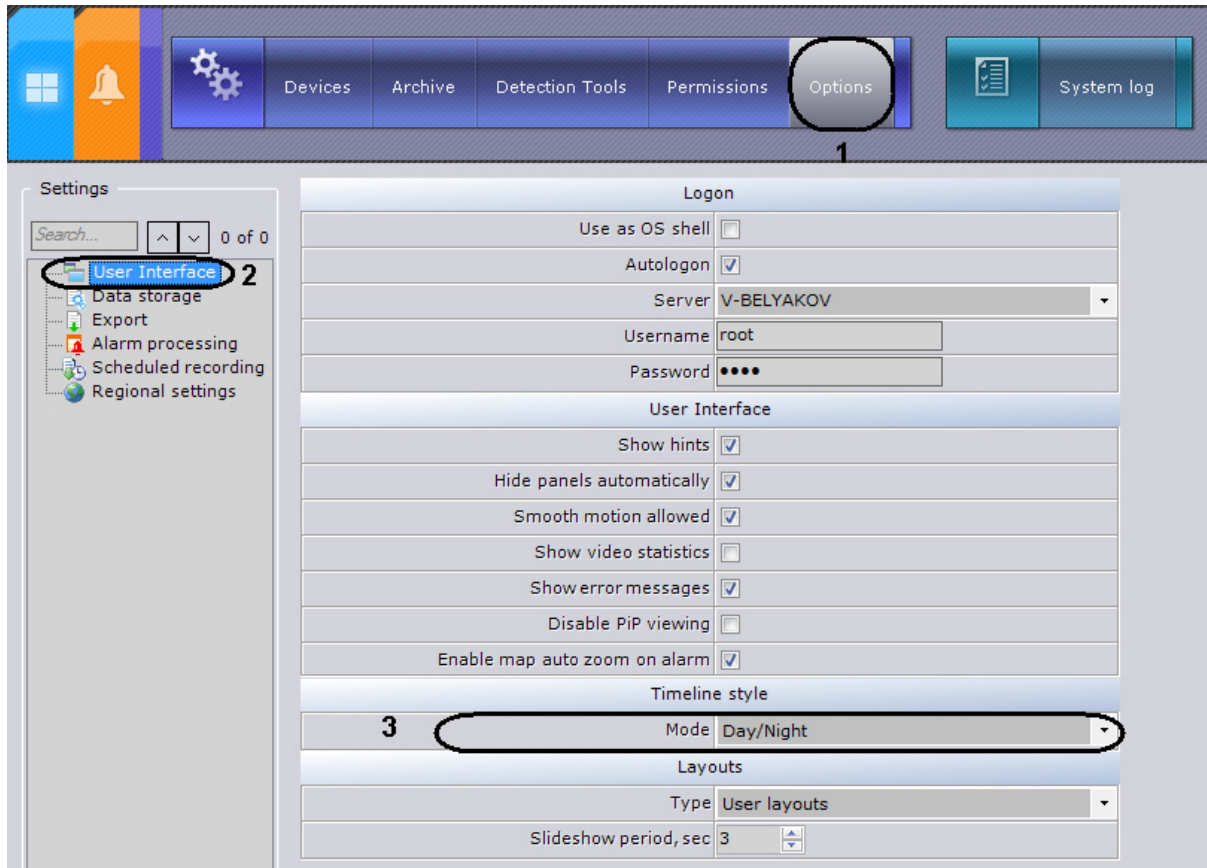 Devices Archive Detection Tools Permissions Options System log
1
Settings
Search... 0 of 0
User Interface 2
Data storage
Export
Alarm processing
Scheduled recording
Regional settings
Logon
Use as OS shell
Autologon
Server V-BELYAKOV
Username root
Password ••••
User Interface
Show hints
Hide panels automatically
Smooth motion allowed
Show video statistics
Show error messages
Disable PiP viewing
Enable map auto zoom on alarm
Timeline style
3 Mode Day/Night
Layouts
Type User layouts
Slideshow period, sec 3